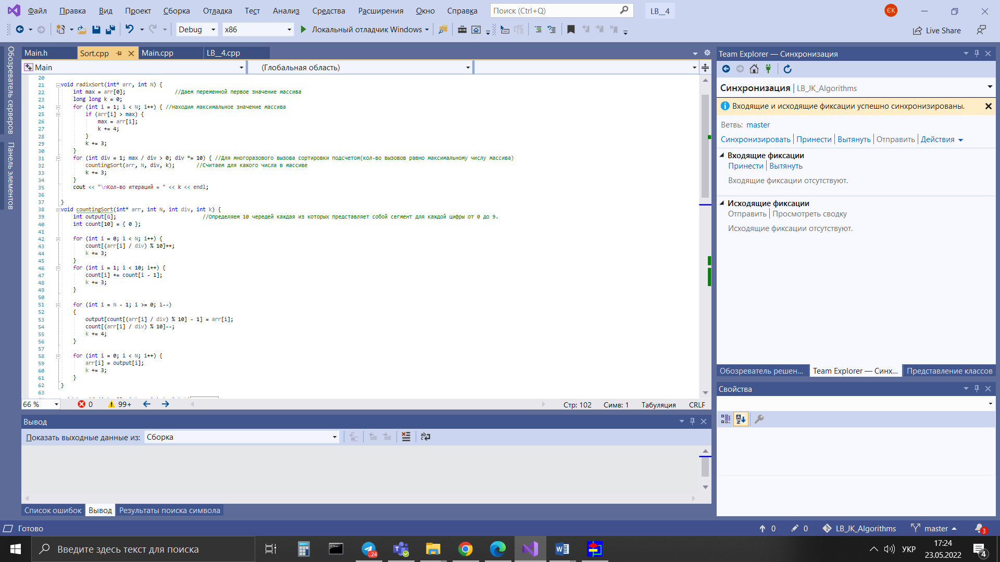 Файл Правка Вид Проект Сборка Отладка Тест Анализ Средства Расширения Окно Справка Поиск (Ctrl+Q) LB__4 ЄК
Debug x86 Локальный отладчик Windows Live Share
Обозреватель серверов
Панель элементов
Main.h Sort.cpp Main.cpp LB__4.cpp
Main (Глобальная область)
20
21 void radixSort(int* arr, int N) {
22 int max = arr[0]; //Даем переменной первое значение массива
23 long long k = 0;
24 for (int i = 1; i < N; i++) { //Находим максимальное значение массива
25 if (arr[i] > max) {
26 max = arr[i];
27 k += 4;
28 }
29 k += 3;
30 }
31 for (int div = 1; max / div > 0; div *= 10) { //Для многоразового вызова сортировки подсчетом(кол-во вызовов равно максимальному числу массива)
32 countingSort(arr, N, div, k); //Считаем для кажого числа в массиве
33 k += 3;
34 }
35 cout << "\nКол-во итераций = " << k << endl;
36
37 }
38 void countingSort(int* arr, int N, int div, int k) {
39 int output[G]; //Определяем 10 чередей каждая из которых представляет собой сегмент для каждой цифры от 0 до 9.
40 int count[10] = { 0 };
41
42 for (int i = 0; i < N; i++) {
43 count[(arr[i] / div) % 10]++;
44 k += 3;
45 }
46 for (int i = 1; i < 10; i++) {
47 count[i] += count[i - 1];
48 k += 3;
49 }
50
51 for (int i = N - 1; i >= 0; i--)
52 {
53 output[count[(arr[i] / div) % 10] - 1] = arr[i];
54 count[(arr[i] / div) % 10]--;
55 k += 4;
56 }
57
58 for (int i = 0; i < N; i++) {
59 arr[i] = output[i];
60 k += 3;
61 }
62 }
63
66 % 0 99+ Стр: 102 Симв: 1 Табуляция CRLF
Вывод
Показать выходные данные из: Сборка
Список ошибок Вывод Результаты поиска символа
Team Explorer — Синхронизация
Синхронизация | LB_JK_Algorithms
Входящие и исходящие фиксации успешно синхронизированы.
Ветвь: master
Синхронизировать | Принести | Вытянуть | Отправить | Действия
Входящие фиксации
Принести | Вытянуть
Входящие фиксации отсутствуют.
Исходящие фиксации
Отправить | Просмотреть сводку
Исходящие фиксации отсутствуют.
Обозреватель решен... Team Explorer — Синх... Представление классов
Свойства
Готово 0 0 LB_JK_Algorithms master 3
Введите здесь текст для поиска ..24 УКР 17:24
23.05.2022 4